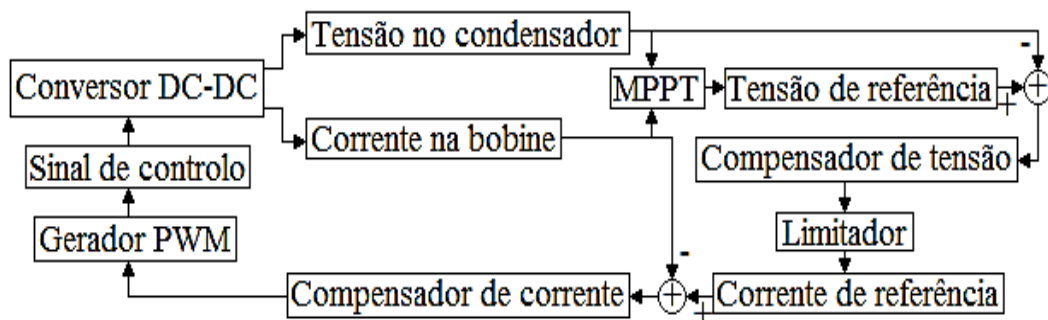 Tensão no condensador
-
Conversor DC-DC
MPPT
Tensão de referência
+
+
Corrente na bobine
Compensador de tensão
Sinal de controlo
Limitador
Gerador PWM
-
Compensador de corrente
+
+
Corrente de referência